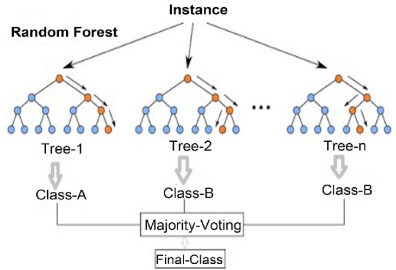 Instance
Random Forest
...
Tree-1
Tree-2
Tree-n
Class-A
Class-B
Class-B
Majority-Voting
Final-Class